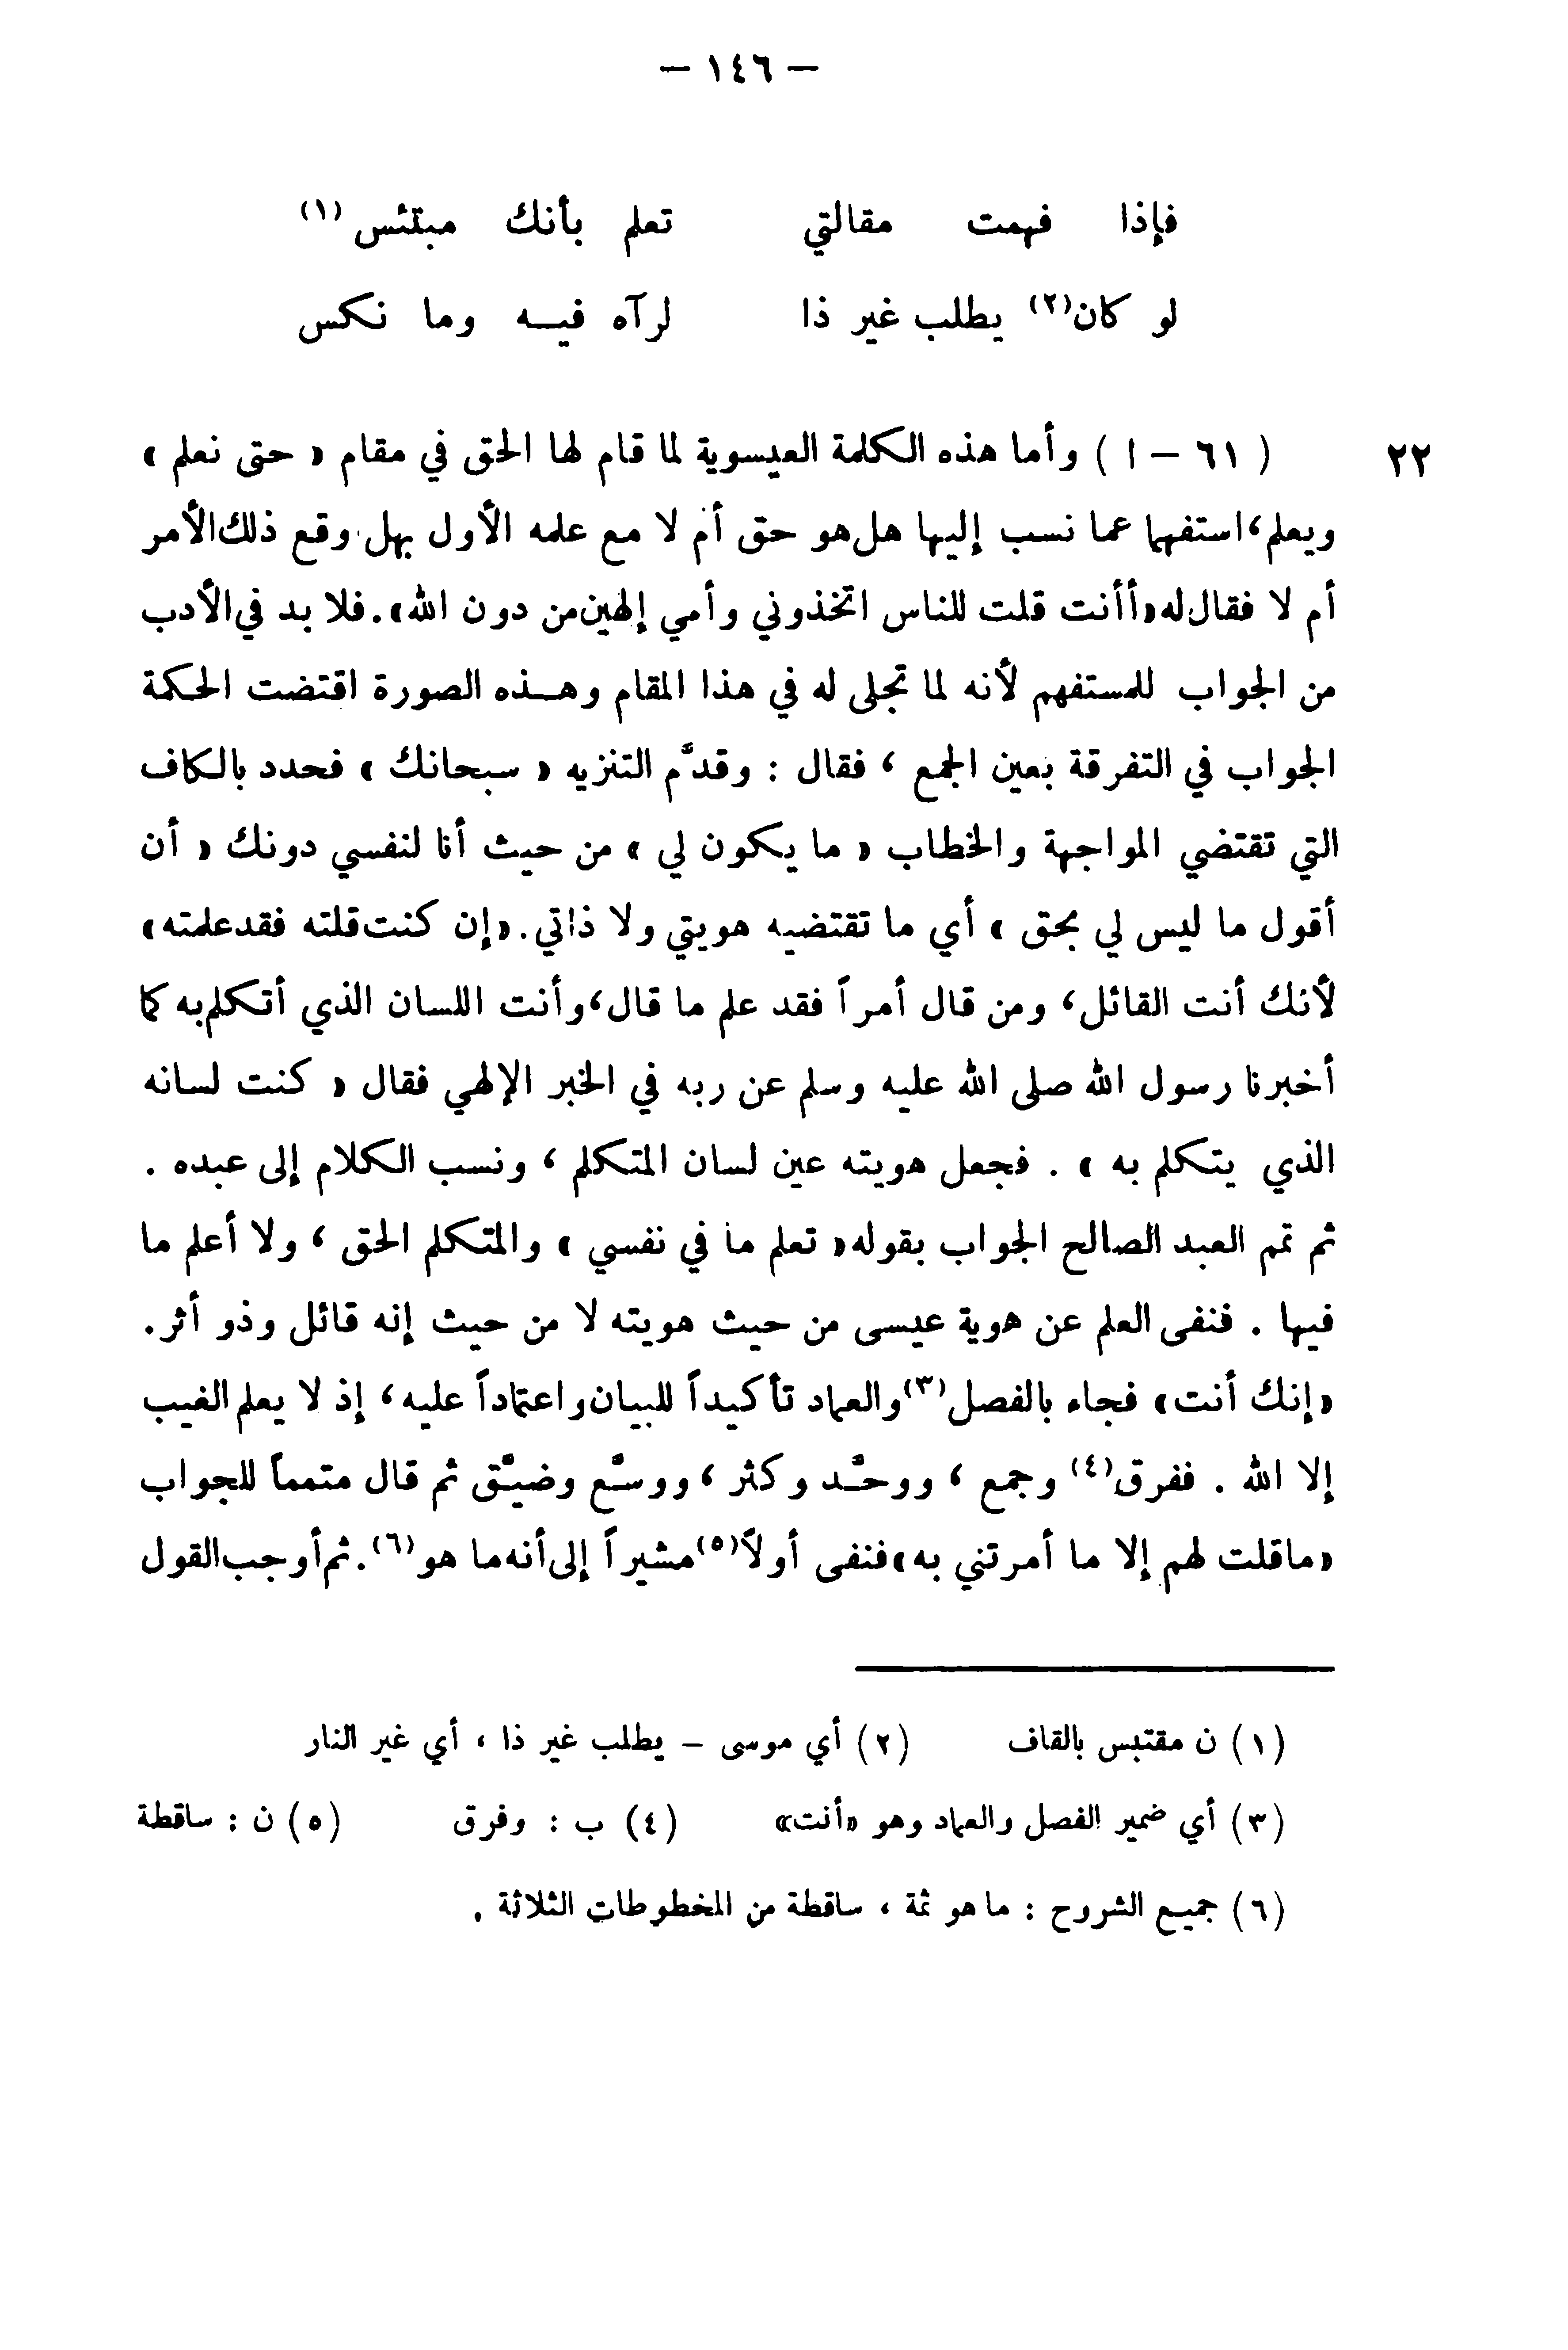 – ١٤٦ –
فإذا فهمت مقالتي تعلم بأنك مبتئس (١)
لو كان(٢) يطلب غير ذا لرآه فيه وما نكس
٢٢ ( ٦١ – ا ) وأما هذه الكلمة العيسوية لما قام لها الحق في مقام « حتى نعلم »
ويعلم، استفهما عما نسب إليها هل هو حق أم لا مع علمه الأول بهل وقع ذلك الأمر
أم لا فقال له «أأنت قلت للناس اتخذوني وأمي إلهين من دون الله». فلا بد في الأدب
من الجواب للمستفهم لأنه لما تجلى له في هذا المقام وهذه الصورة اقتضت الحكمة
الجواب في التفرقة بعين الجمع ، فقال : وقدَّم التنزيه « سبحانك » فحدد بالكاف
التي تقتضي المواجهة والخطاب « ما يكون لي » من حيث أنا لنفسي دونك « أن
أقول ما ليس لي بحق » أي ما تقتضيه هويتي ولا ذاتي. «إن كنت قلته فقد علمته»
لأنك أنت القائل، ومن قال أمراً فقد علم ما قال، وأنت اللسان الذي أتكلم به كما
أخبرنا رسول الله صلى الله عليه وسلم عن ربه في الخبر الإلهي فقال « كنت لسانه
الذي يتكلم به » . فجعل هويته عين لسان المتكلم ، ونسب الكلام إلى عبده .
ثم تمم العبد الصالح الجواب بقوله « تعلم ما في نفسي » والمتكلم الحق ، ولا أعلم ما
فيها . فنفى العلم عن هوية عيسى من حيث هويته لا من حيث إنه قائل وذو أثر.
«إنك أنت» فجاء بالفصل(٣) والعماد تأكيداً للبيان واعتماداً عليه، إذ لا يعلم الغيب
إلا الله . ففرق(٤) وجمع ، ووحَّد وكثر ، ووسَّع وضيَّق ثم قال متمماً للجواب
«ما قلت لهم إلا ما أمرتني به» فنفى أولاً(٥) مشيراً إلى أنه ما هو(٦). ثم أوجب القول
(١) ن مقتبس بالقاف (٢) أي موسى – يطلب غير ذا ، أي غير النار
(٣) أي ضمير الفصل والعماد وهو «أنت» (٤) ب : وفرق (٥) ن : ساقطة
(٦) جميع الشروح : ما هو ثمة ، ساقطة من المخطوطات الثلاثة .